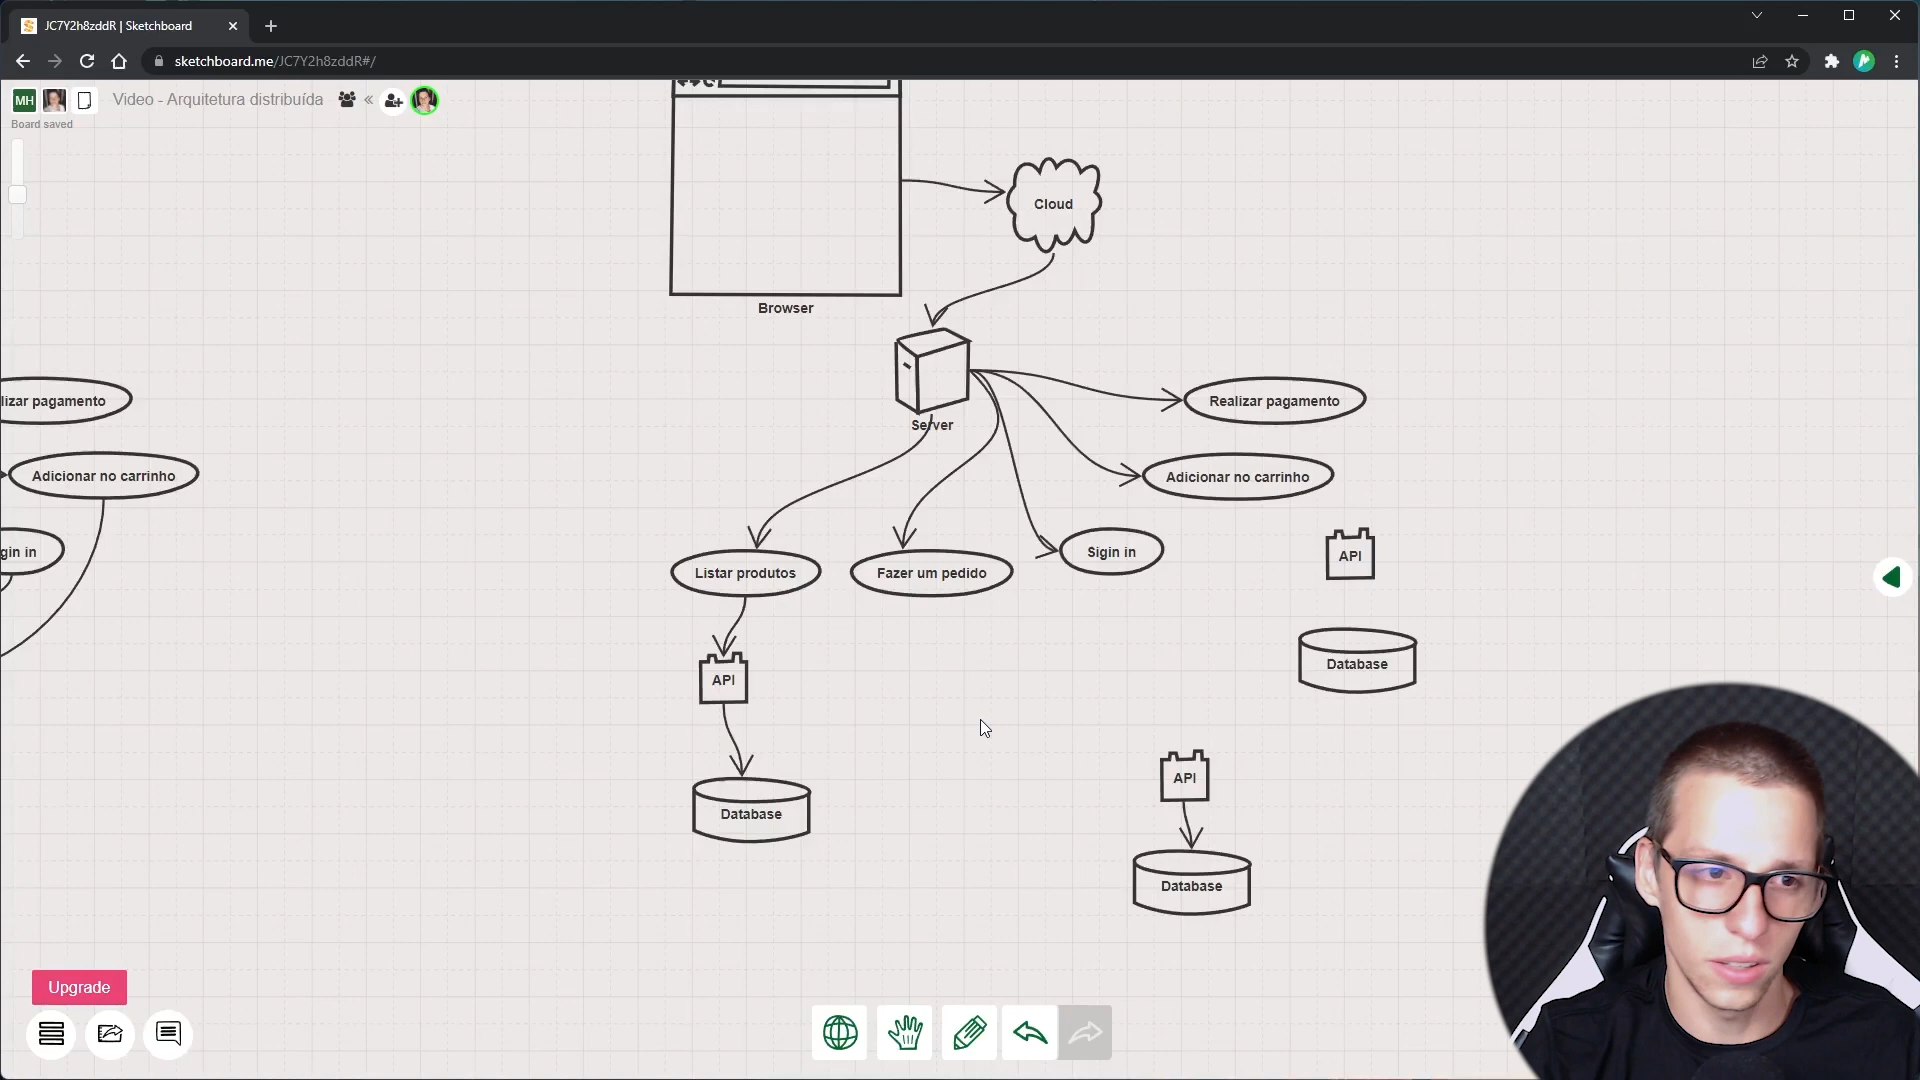 JC7Y2h8zddR | Sketchboard
sketchboard.me/JC7Y2h8zddR#/
MH
Video - Arquitetura distribuída
Board saved
Cloud
Browser
Server
lizar pagamento
Realizar pagamento
Adicionar no carrinho
Adicionar no carrinho
gin in
Sigin in
Listar produtos
Fazer um pedido
API
API
Database
API
Database
API
Database
Upgrade